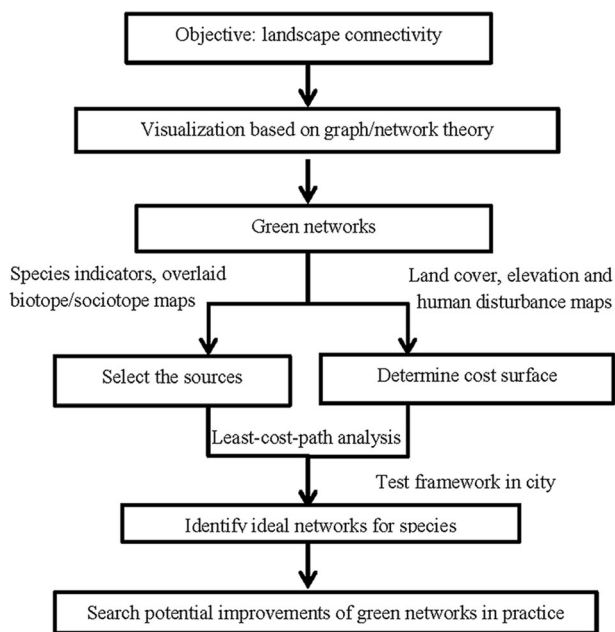 Objective: landscape connectivity
Visualization based on graph/network theory
Green networks
Species indicators, overlaid
biotope/sociotope maps
Land cover, elevation and
human disturbance maps
Select the sources
Determine cost surface
Least-cost-path analysis
Test framework in city
Identify ideal networks for species
Search potential improvements of green networks in practice